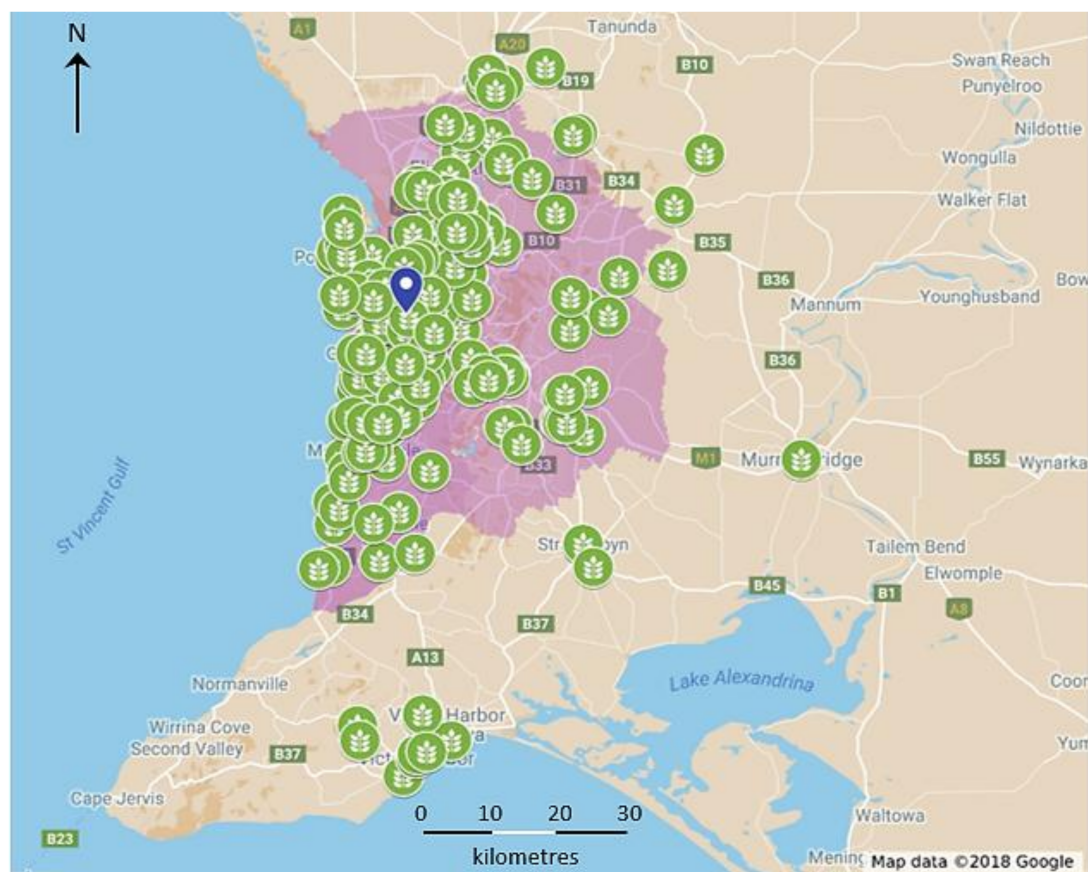 N
A1
Tanunda
A20
B19
B10
Swan Reach
Punyelroo
Nildottie
Wongulla
B31
B34
Walker Flat
B10
B35
B36
Mannum
Younghusband
B36
M1
B55
Wynarka
B33
St Vincent Gulf
Tailem Bend
Elwomple
B45
B1
A8
B34
B37
A13
Lake Alexandrina
Normanville
Harbor
Wirrina Cove
Second Valley
B37
Cape Jervis
0 10 20 30
kilometres
Waltowa
B23
Map data ©2018 Google